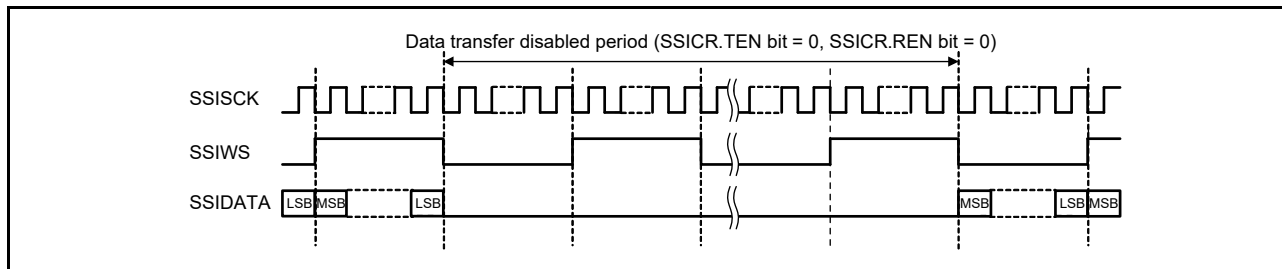 Data transfer disabled period (SSICR.TEN bit = 0, SSICR.REN bit = 0)
SSISCK
SSIWS
SSIDATA LSB MSB LSB MSB LSB MSB